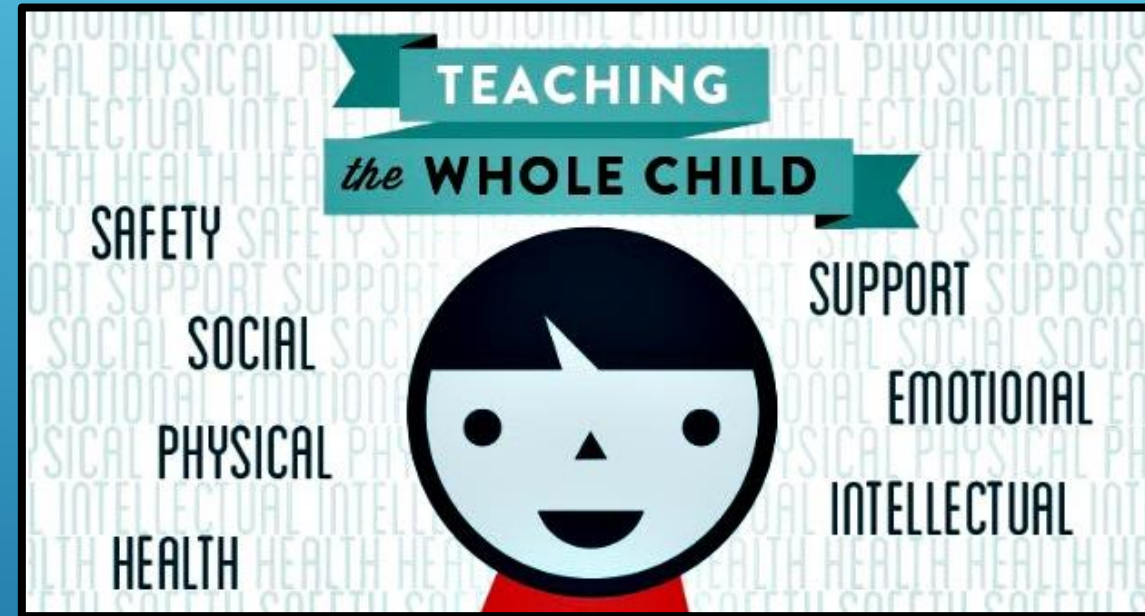 TEACHING
the WHOLE CHILD
SAFETY
SUPPORT
SOCIAL
EMOTIONAL
PHYSICAL
INTELLECTUAL
HEALTH